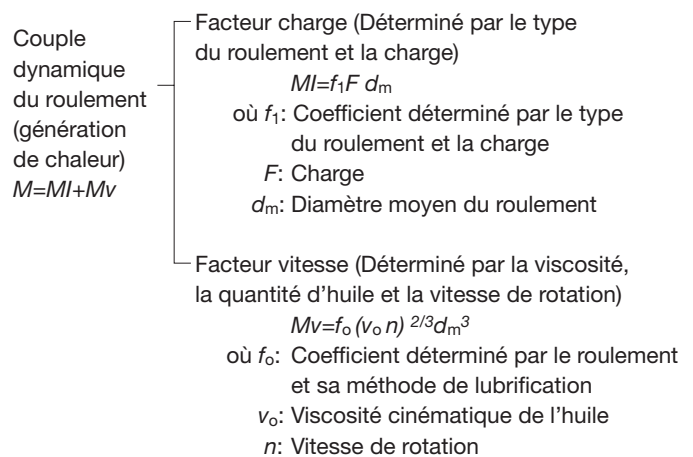 Couple
dynamique
du roulement
(génération
de chaleur)
M=MI+Mv
Facteur charge (Déterminé par le type
du roulement et la charge)
MI=f₁F dₘ
où f₁: Coefficient déterminé par le type
du roulement et la charge
F: Charge
dₘ: Diamètre moyen du roulement
Facteur vitesse (Déterminé par la viscosité,
la quantité d’huile et la vitesse de rotation)
Mv=fₒ(vₒ n) ²/³dₘ³
où fₒ: Coefficient déterminé par le roulement
et sa méthode de lubrification
vₒ: Viscosité cinématique de l’huile
n: Vitesse de rotation